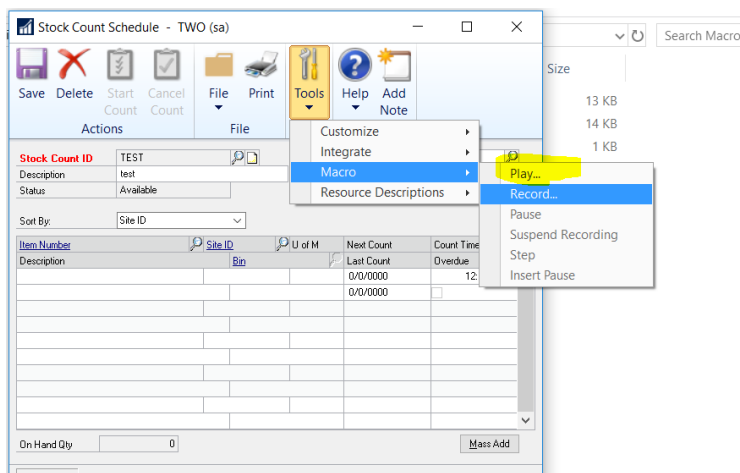 Stock Count Schedule - TWO (sa)
Search Macro
Size
Save Delete Start Count Cancel Count File Print Tools Help Add Note
Actions File
13 KB
14 KB
1 KB
Customize
Integrate
Macro
Resource Descriptions
Play...
Record...
Pause
Suspend Recording
Step
Insert Pause
Stock Count ID TEST
Description test
Status Available
Sort By: Site ID
Item Number Site ID U of M Next Count Count Time
Description Bin Last Count Overdue
0/0/0000 12:
0/0/0000
On Hand Qty 0 Mass Add